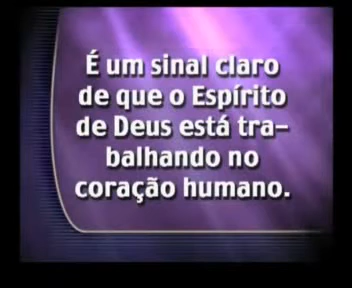 É um sinal claro
de que o Espírito
de Deus está tra-
balhando no
coração humano.